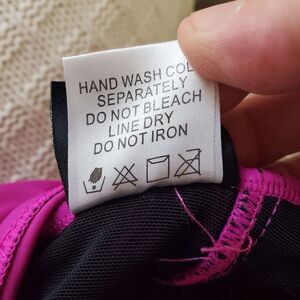 HAND WASH COL
SEPARATELY
DO NOT BLEACH
LINE DRY
DO NOT IRON